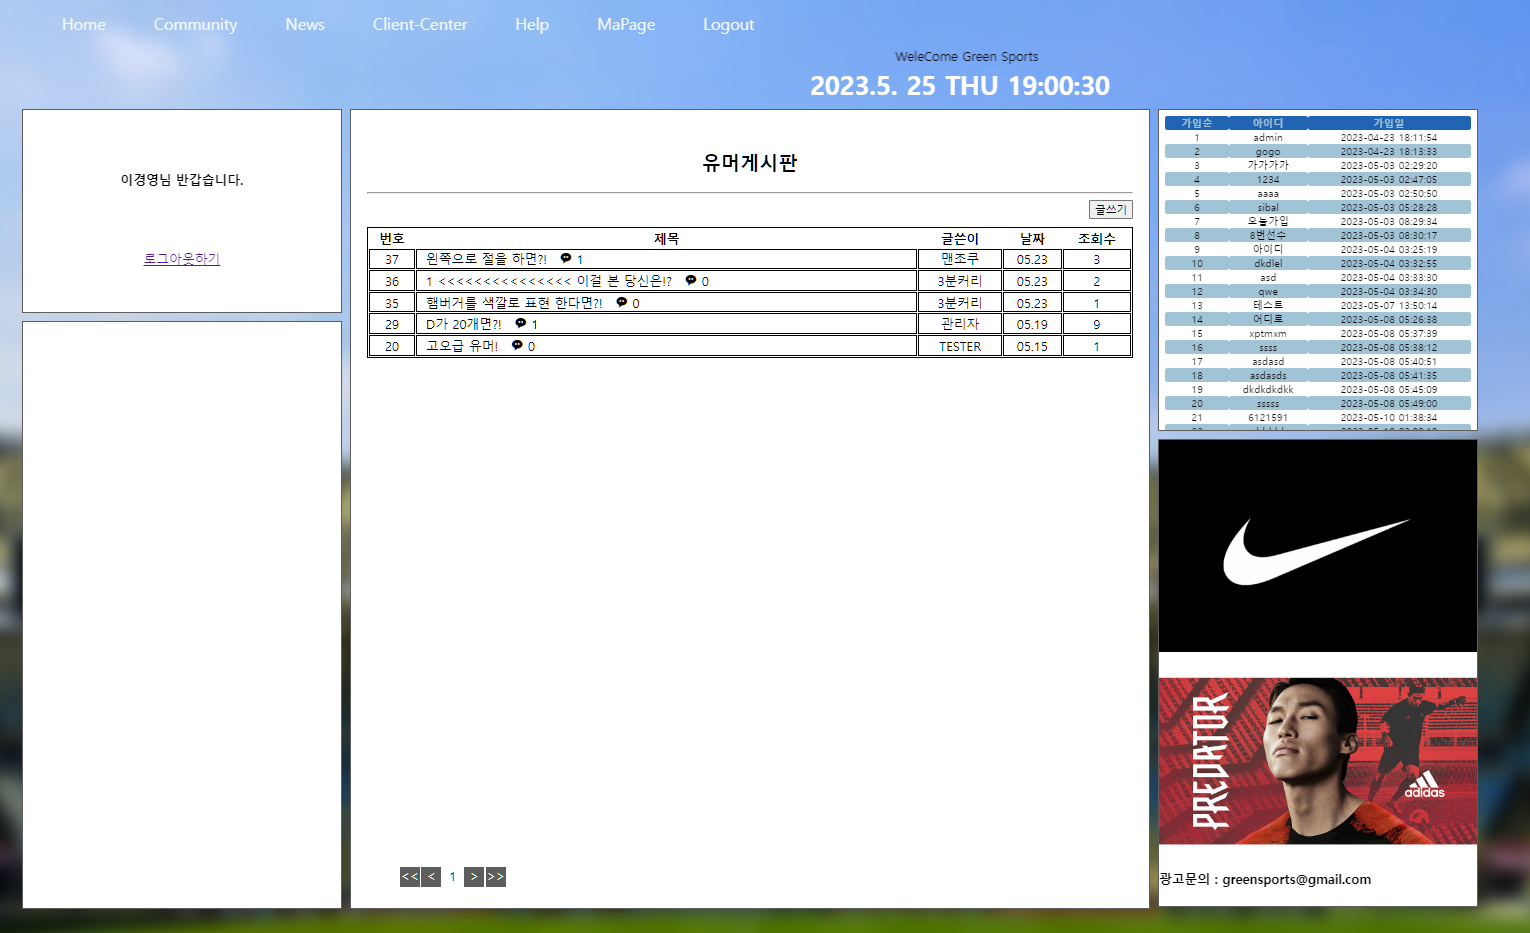 Home Community News Client-Center Help MaPage Logout
WeleCome Green Sports
2023.5. 25 THU 19:00:30
이경영님 반갑습니다.
로그아웃하기
유머게시판
글쓰기
번호 제목 글쓴이 날짜 조회수
37 왼쪽으로 절을 하면?! 1 맨조쿠 05.23 3
36 1 <<<<<<<<<<<<<<< 이걸 본 당신은!? 0 3분커리 05.23 2
35 햄버거를 색깔로 표현 한다면?! 0 3분커리 05.23 1
29 D가 20개면?! 1 관리자 05.19 9
20 고오급 유머! 0 TESTER 05.15 1
<< < 1 > >>
가입순 아이디 가입일
1 admin 2023-04-23 18:11:54
2 gogo 2023-04-23 18:13:33
3 가가가가 2023-05-03 02:29:20
4 1234 2023-05-03 02:47:05
5 aaaa 2023-05-03 02:50:50
6 sibal 2023-05-03 05:28:28
7 오늘가입 2023-05-03 08:29:34
8 8번선수 2023-05-03 08:30:17
9 아이디 2023-05-04 03:25:19
10 dkdlel 2023-05-04 03:32:55
11 asd 2023-05-04 03:33:30
12 qwe 2023-05-04 03:34:30
13 테스트 2023-05-07 13:50:14
14 어디로 2023-05-08 05:26:38
15 xptmxm 2023-05-08 05:37:39
16 ssss 2023-05-08 05:38:12
17 asdasd 2023-05-08 05:40:51
18 asdasds 2023-05-08 05:41:35
19 dkdkdkdkk 2023-05-08 05:45:09
20 sssss 2023-05-08 05:49:00
21 6121591 2023-05-10 01:38:34
PREDATOR
adidas
광고문의 : greensports@gmail.com